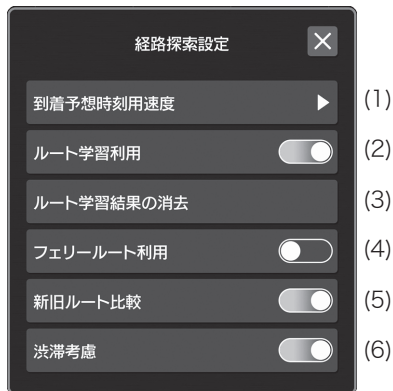 経路探索設定
到着予想時刻用速度 (1)
ルート学習利用 (2)
ルート学習結果の消去 (3)
フェリールート利用 (4)
新旧ルート比較 (5)
渋滞考慮 (6)